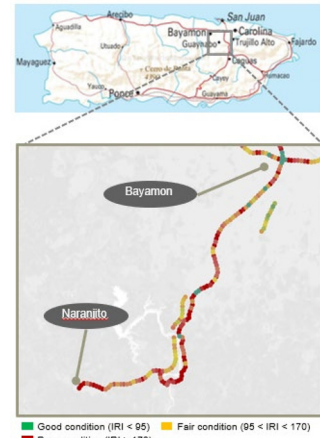 Arecibo
San Juan
Aguadilla
Bayamon
Carolina
Utuado
Guaynabo
Trujillo Alto
Fajardo
Mayaguez
Caguas
Yauco
Cayey
Humacao
Ponce
Guayama
Bayamon
Naranjito
Good condition (IRI < 95)
Fair condition (95 < IRI < 170)